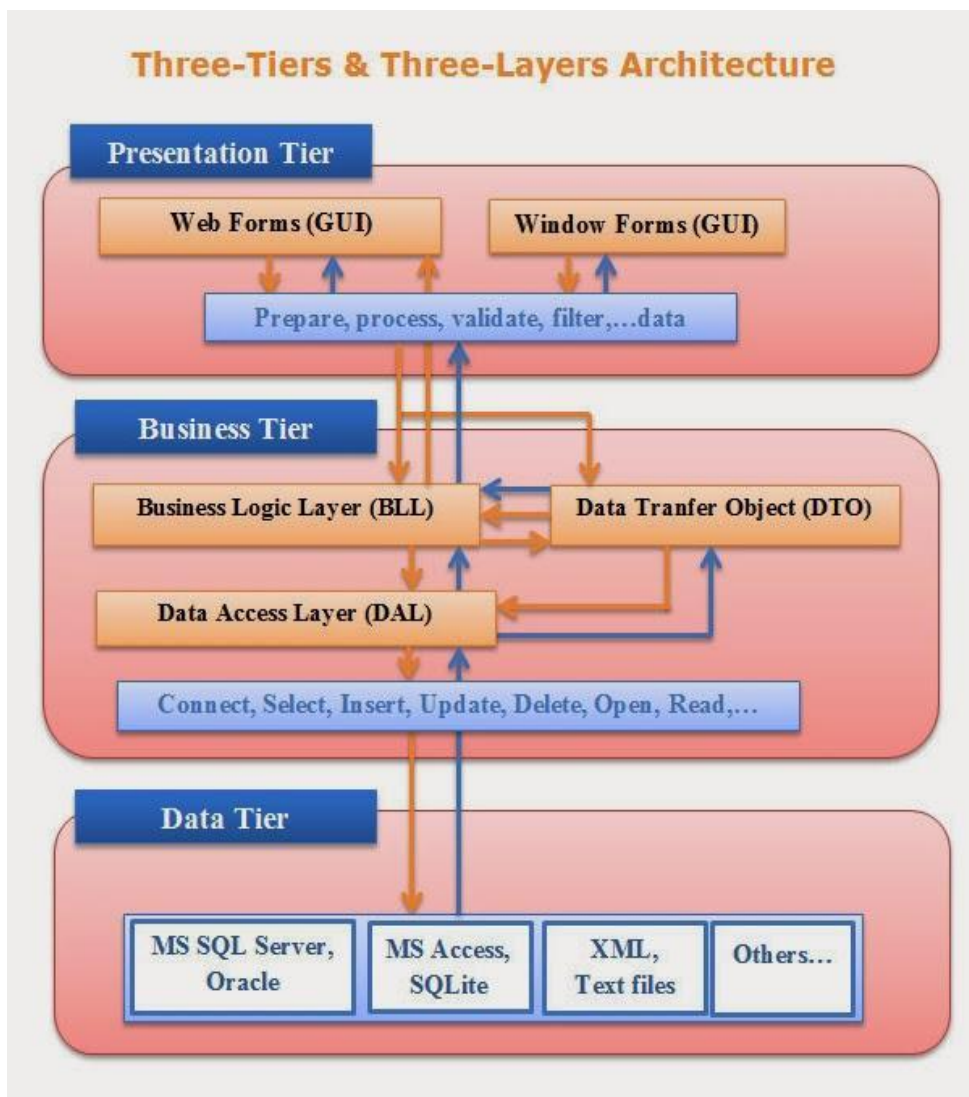 Three-Tiers & Three-Layers Architecture
Presentation Tier
Web Forms (GUI)
Window Forms (GUI)
Prepare, process, validate, filter,...data
Business Tier
Business Logic Layer (BLL)
Data Tranfer Object (DTO)
Data Access Layer (DAL)
Connect, Select, Insert, Update, Delete, Open, Read,...
Data Tier
MS SQL Server,
Oracle
MS Access,
SQLite
XML,
Text files
Others...